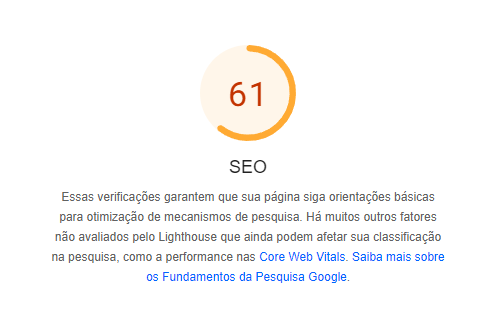 61
SEO
Essas verificações garantem que sua página siga orientações básicas
para otimização de mecanismos de pesquisa. Há muitos outros fatores
não avaliados pelo Lighthouse que ainda podem afetar sua classificação
na pesquisa, como a performance nas Core Web Vitals. Saiba mais sobre
os Fundamentos da Pesquisa Google.